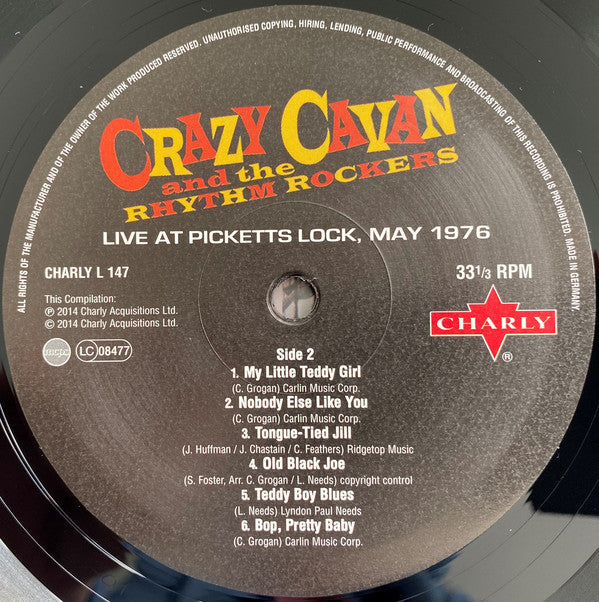 ALL RIGHTS OF THE MANUFACTURER AND OF THE OWNER OF THE WORK PRODUCED RESERVED. UNAUTHORISED COPYING, HIRING, LENDING, PUBLIC PERFORMANCE AND BROADCASTING OF THIS RECORDING IS PROHIBITED. MADE IN GERMANY.
CRAZY CAVAN
and the
RHYTHM ROCKERS
LIVE AT PICKETTS LOCK, MAY 1976
CHARLY L 147
33 1/3 RPM
This Compilation:
℗ 2014 Charly Acquisitions Ltd.
© 2014 Charly Acquisitions Ltd.
mcps
LC 08477
CHARLY
®
Side 2
1. My Little Teddy Girl
(C. Grogan) Carlin Music Corp.
2. Nobody Else Like You
(C. Grogan) Carlin Music Corp.
3. Tongue-Tied Jill
(J. Huffman / J. Chastain / C. Feathers) Ridgetop Music
4. Old Black Joe
(S. Foster, Arr. C. Grogan / L. Needs) copyright control
5. Teddy Boy Blues
(L. Needs) Lyndon Paul Needs
6. Bop, Pretty Baby
(C. Grogan) Carlin Music Corp.